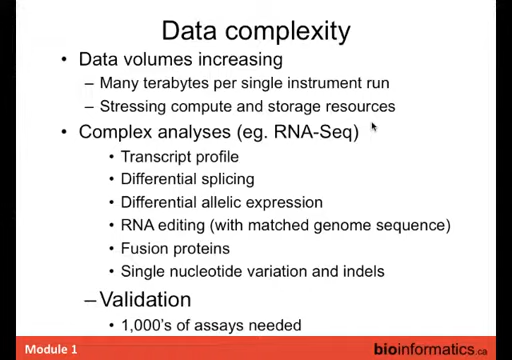 Data complexity
• Data volumes increasing
– Many terabytes per single instrument run
– Stressing compute and storage resources
• Complex analyses (eg. RNA-Seq)
• Transcript profile
• Differential splicing
• Differential allelic expression
• RNA editing (with matched genome sequence)
• Fusion proteins
• Single nucleotide variation and indels
–Validation
• 1,000's of assays needed
Module 1
bioinformatics.ca